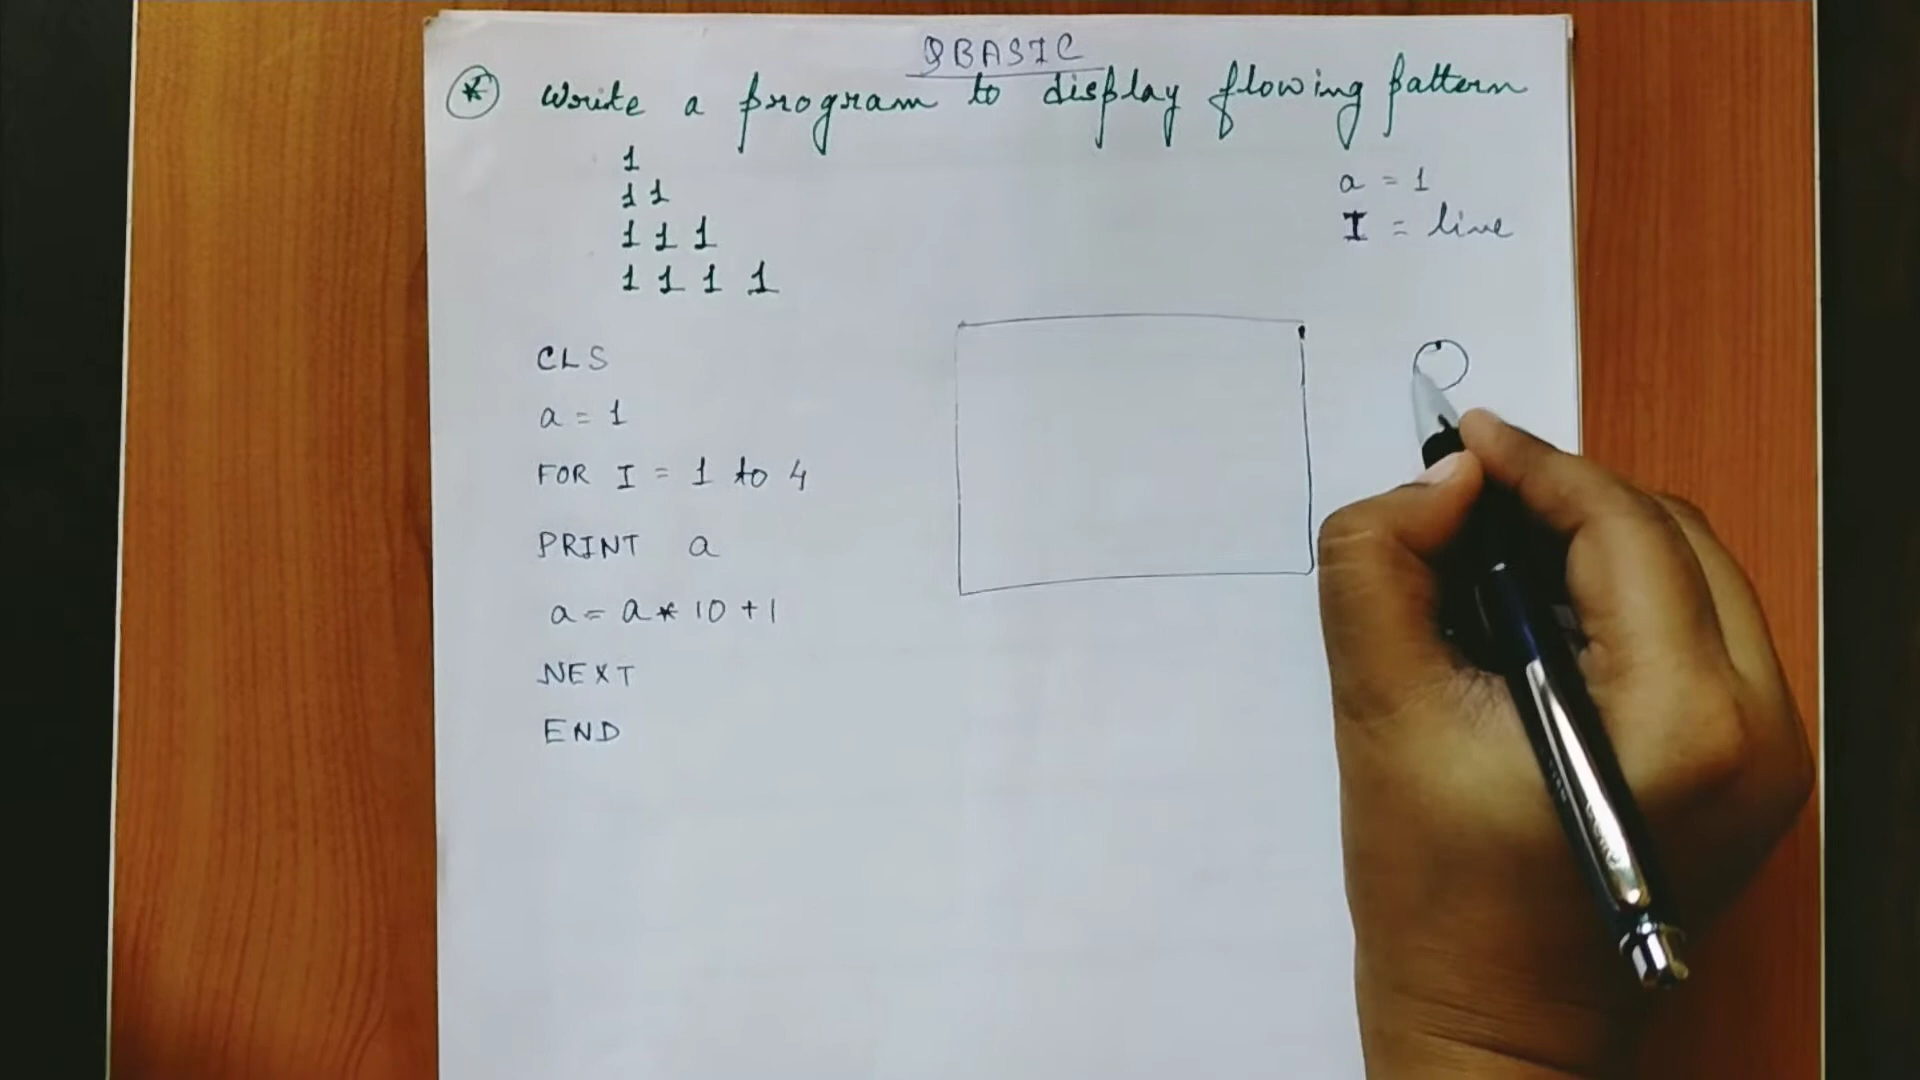 QBASIC
* Write a program to display flowing pattern
1
1 1
1 1 1
1 1 1 1
a = 1
I = line
CLS
a = 1
FOR I = 1 to 4
PRINT a
a = a * 10 + 1
NEXT
END